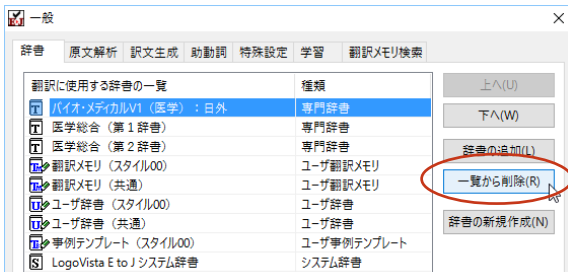 一般
辞書 原文解析 訳文生成 助動詞 特殊設定 学習 翻訳メモリ検索
翻訳に使用する辞書の一覧 種類
バイオ・メディカルV1（医学）：日外 専門辞書
医学総合（第１辞書） 専門辞書
医学総合（第２辞書） 専門辞書
翻訳メモリ（スタイル00） ユーザ翻訳メモリ
翻訳メモリ（共通） ユーザ翻訳メモリ
ユーザ辞書（スタイル00） ユーザ辞書
ユーザ辞書（共通） ユーザ辞書
事例テンプレート（スタイル00） ユーザ事例テンプレート
LogoVista E to J システム辞書 システム辞書
上へ(U)
下へ(W)
辞書の追加(L)
一覧から削除(R)
辞書の新規作成(N)